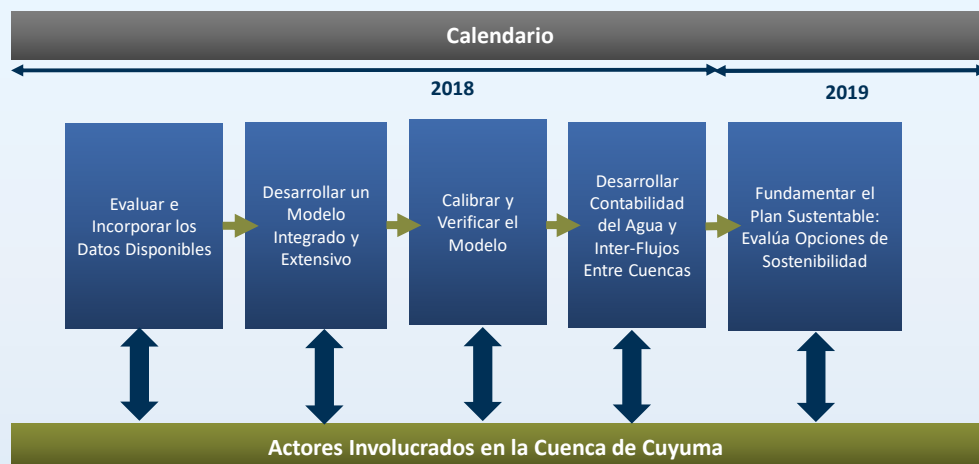 Calendario
2018
2019
Evaluar e
Incorporar los
Datos Disponibles
Desarrollar un
Modelo
Integrado y
Extensivo
Calibrar y
Verificar el
Modelo
Desarrollar
Contabilidad
del Agua y
Inter-Flujos
Entre Cuencas
Fundamentar el
Plan Sustentable:
Evalúa Opciones de
Sostenibilidad
Actores Involucrados en la Cuenca de Cuyuma